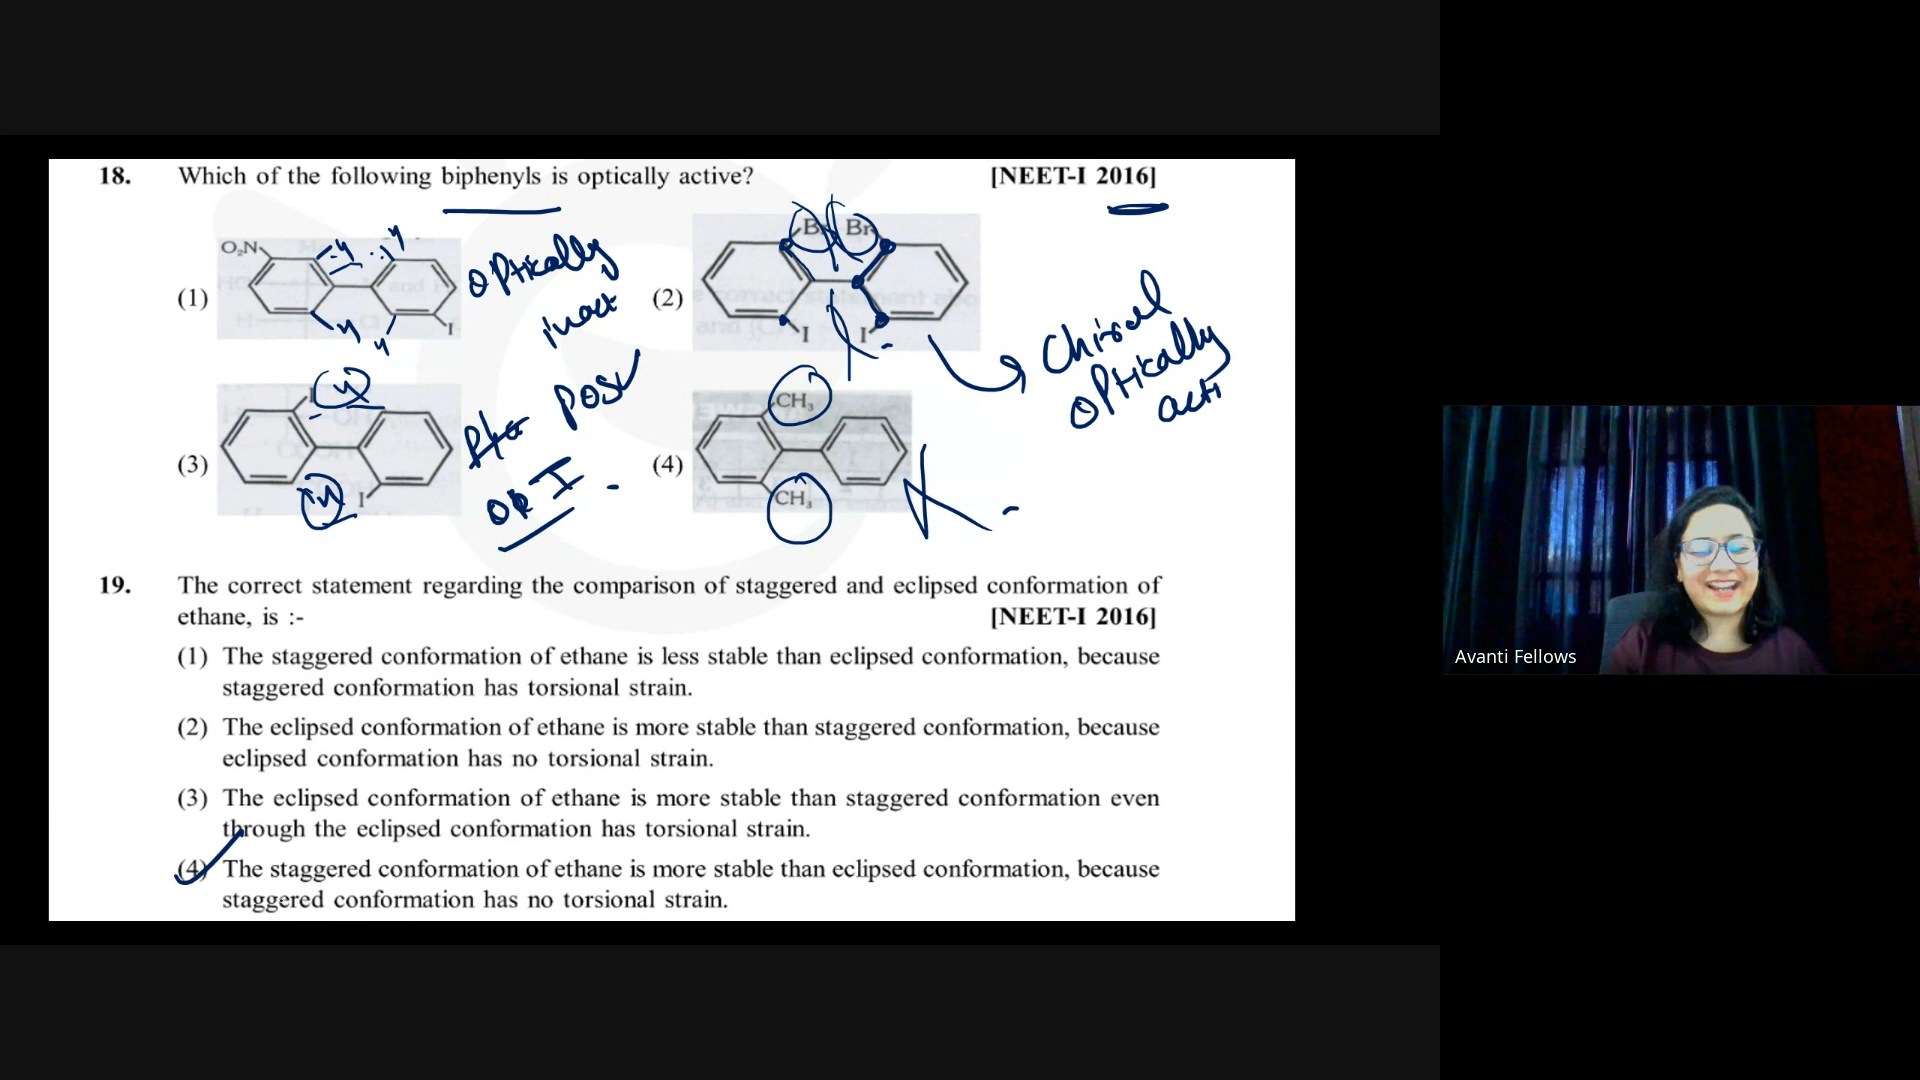 18. Which of the following biphenyls is optically active? [NEET-I 2016]
(1) O₂N I
optically
inact
(2) Br Br I I
Chiral
optically
acti
(3) I I
H
H
pos
OR I
(4) CH₃ CH₃
19. The correct statement regarding the comparison of staggered and eclipsed conformation of
ethane, is :- [NEET-I 2016]
(1) The staggered conformation of ethane is less stable than eclipsed conformation, because
staggered conformation has torsional strain.
(2) The eclipsed conformation of ethane is more stable than staggered conformation, because
eclipsed conformation has no torsional strain.
(3) The eclipsed conformation of ethane is more stable than staggered conformation even
through the eclipsed conformation has torsional strain.
(4) The staggered conformation of ethane is more stable than eclipsed conformation, because
staggered conformation has no torsional strain.
Avanti Fellows